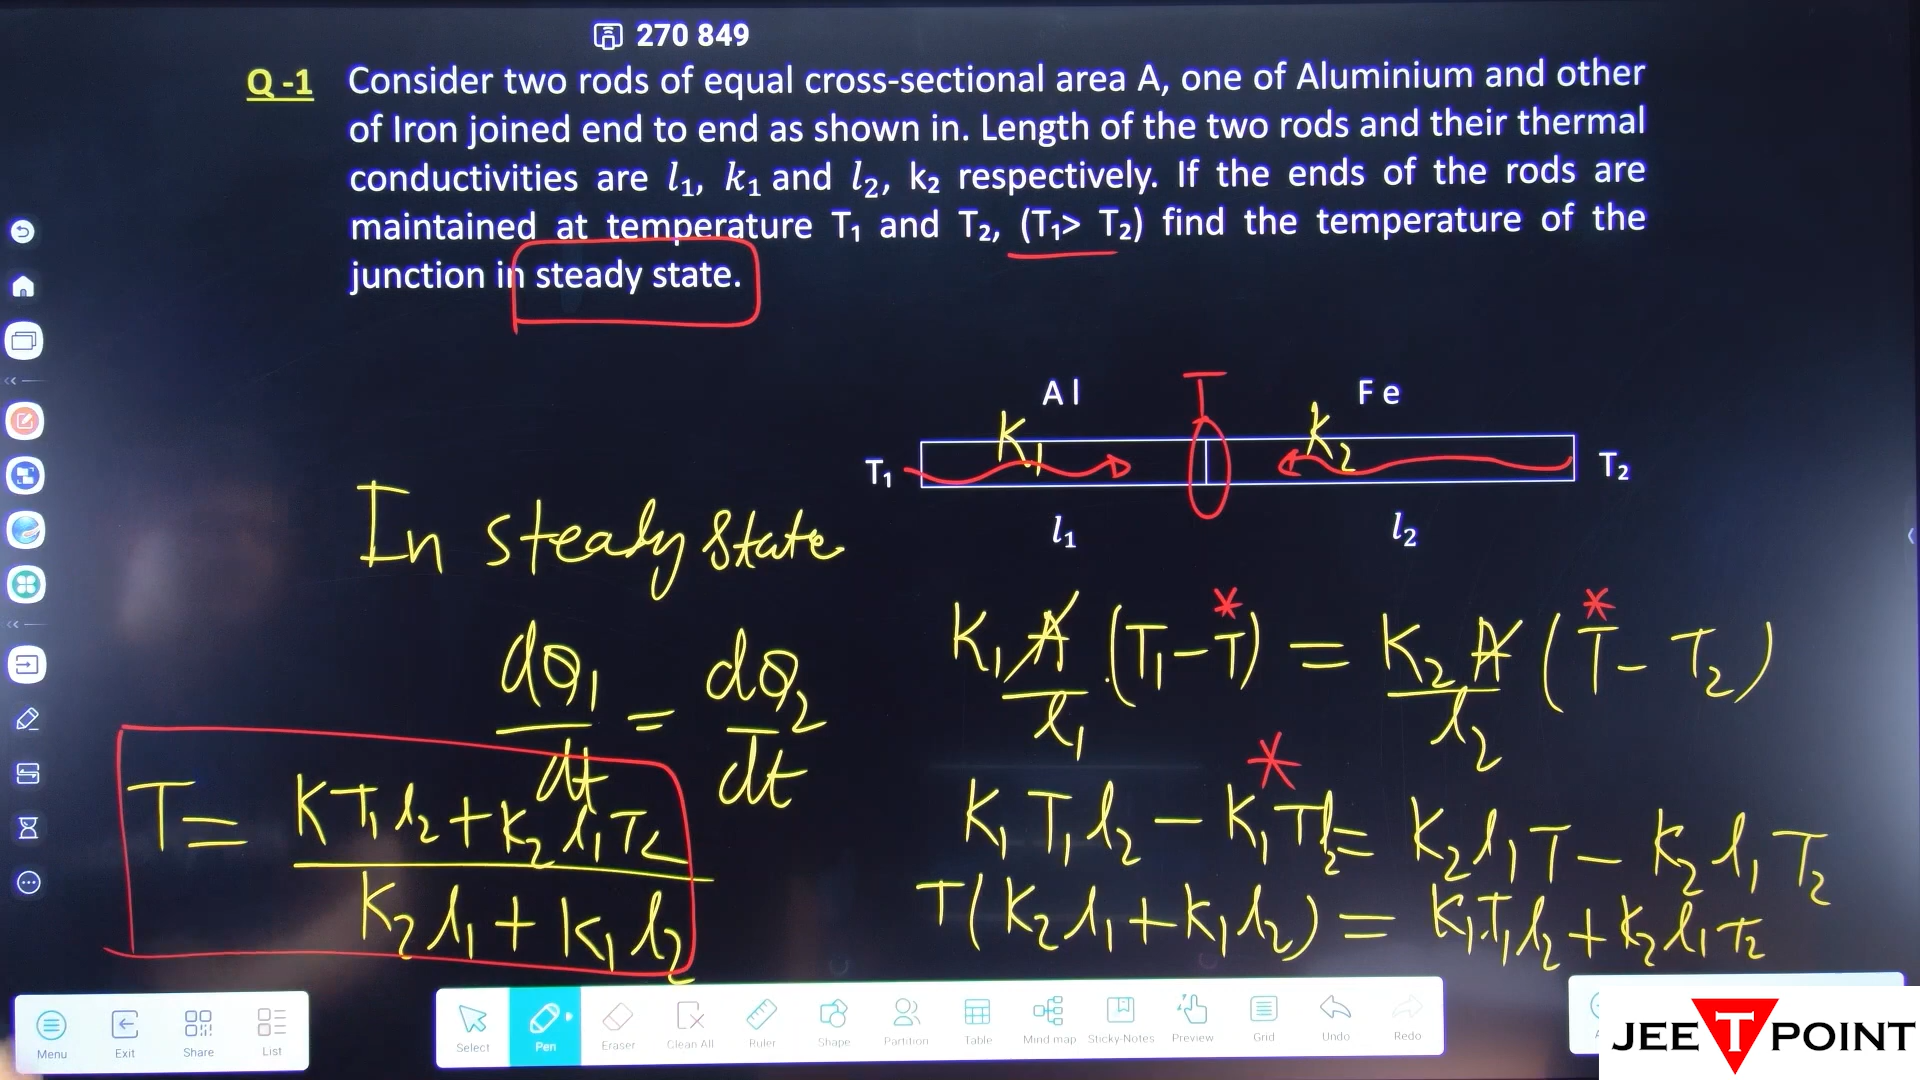 270 849
Q -1 Consider two rods of equal cross-sectional area A, one of Aluminium and other
of Iron joined end to end as shown in. Length of the two rods and their thermal
conductivities are l₁, k₁ and l₂, k₂ respectively. If the ends of the rods are
maintained at temperature T₁ and T₂, (T₁> T₂) find the temperature of the
junction in steady state.
Al T Fe
K₁ K₂
T₁ T₂
l₁ l₂
In steady state
dQ₁/dt = dQ₂/dt
K₁A/l₁ (T₁-T*) = K₂A/l₂ (T* - T₂)
*
K₁T₁l₂ - K₁Tl₂ = K₂l₁T - K₂l₁T₂
T(K₂l₁+K₁l₂) = K₁T₁l₂+K₂l₁T₂
T = KT₁l₂+K₂l₁T₂ / K₂l₁+K₁l₂
Menu Exit Share List
Select Pen Eraser Clean All Ruler Shape Partition Table Mind map Sticky-Notes Preview Grid Undo Redo
JEE T POINT